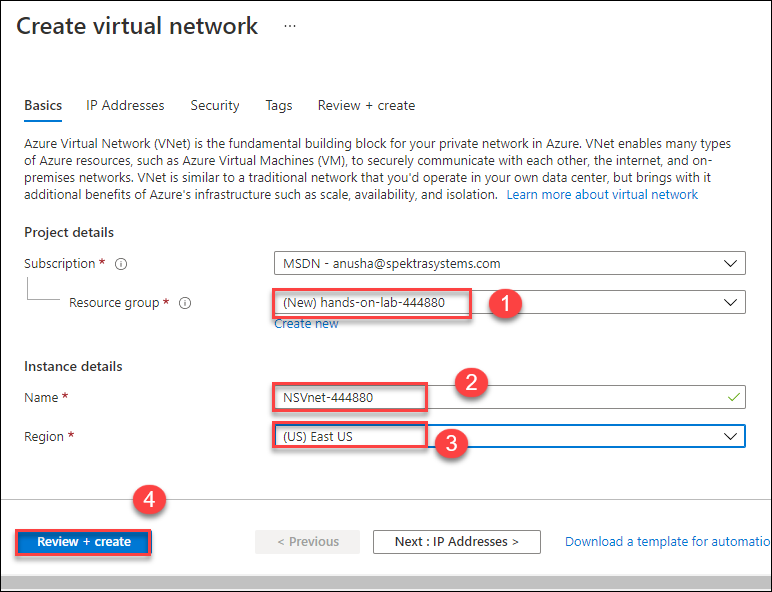 Create virtual network ...
Basics IP Addresses Security Tags Review + create
Azure Virtual Network (VNet) is the fundamental building block for your private network in Azure. VNet enables many types
of Azure resources, such as Azure Virtual Machines (VM), to securely communicate with each other, the internet, and on-
premises networks. VNet is similar to a traditional network that you'd operate in your own data center, but brings with it
additional benefits of Azure's infrastructure such as scale, availability, and isolation. Learn more about virtual network
Project details
Subscription * MSDN - anusha@spektrasystems.com
Resource group * (New) hands-on-lab-444880 1
Create new
Instance details
2
Name * NSVnet-444880
Region * (US) East US 3
4
Review + create < Previous Next : IP Addresses > Download a template for automatio